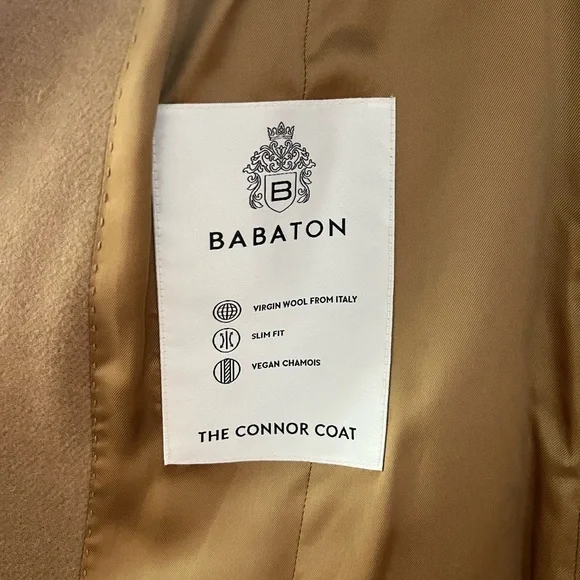 B
BABATON
VIRGIN WOOL FROM ITALY
SLIM FIT
VEGAN CHAMOIS
THE CONNOR COAT